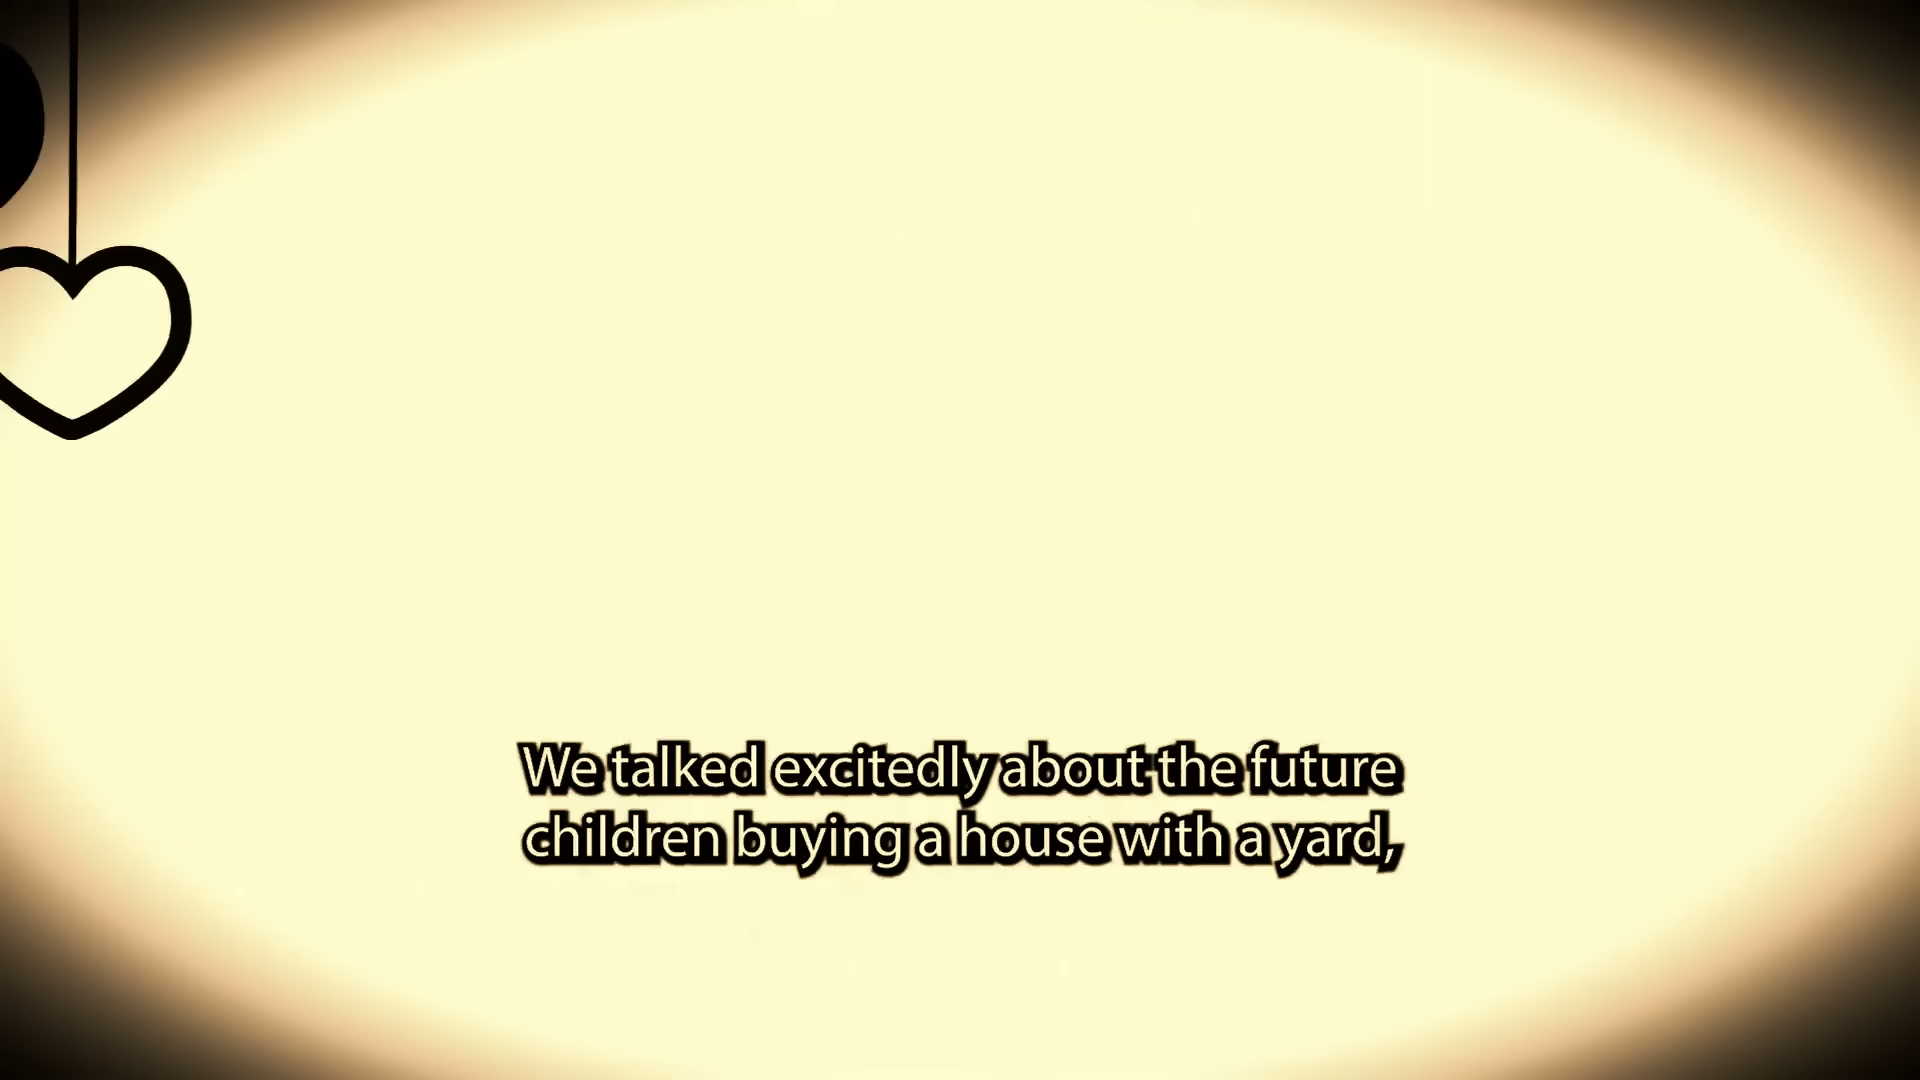 We talked excitedly about the future
children buying a house with a yard,